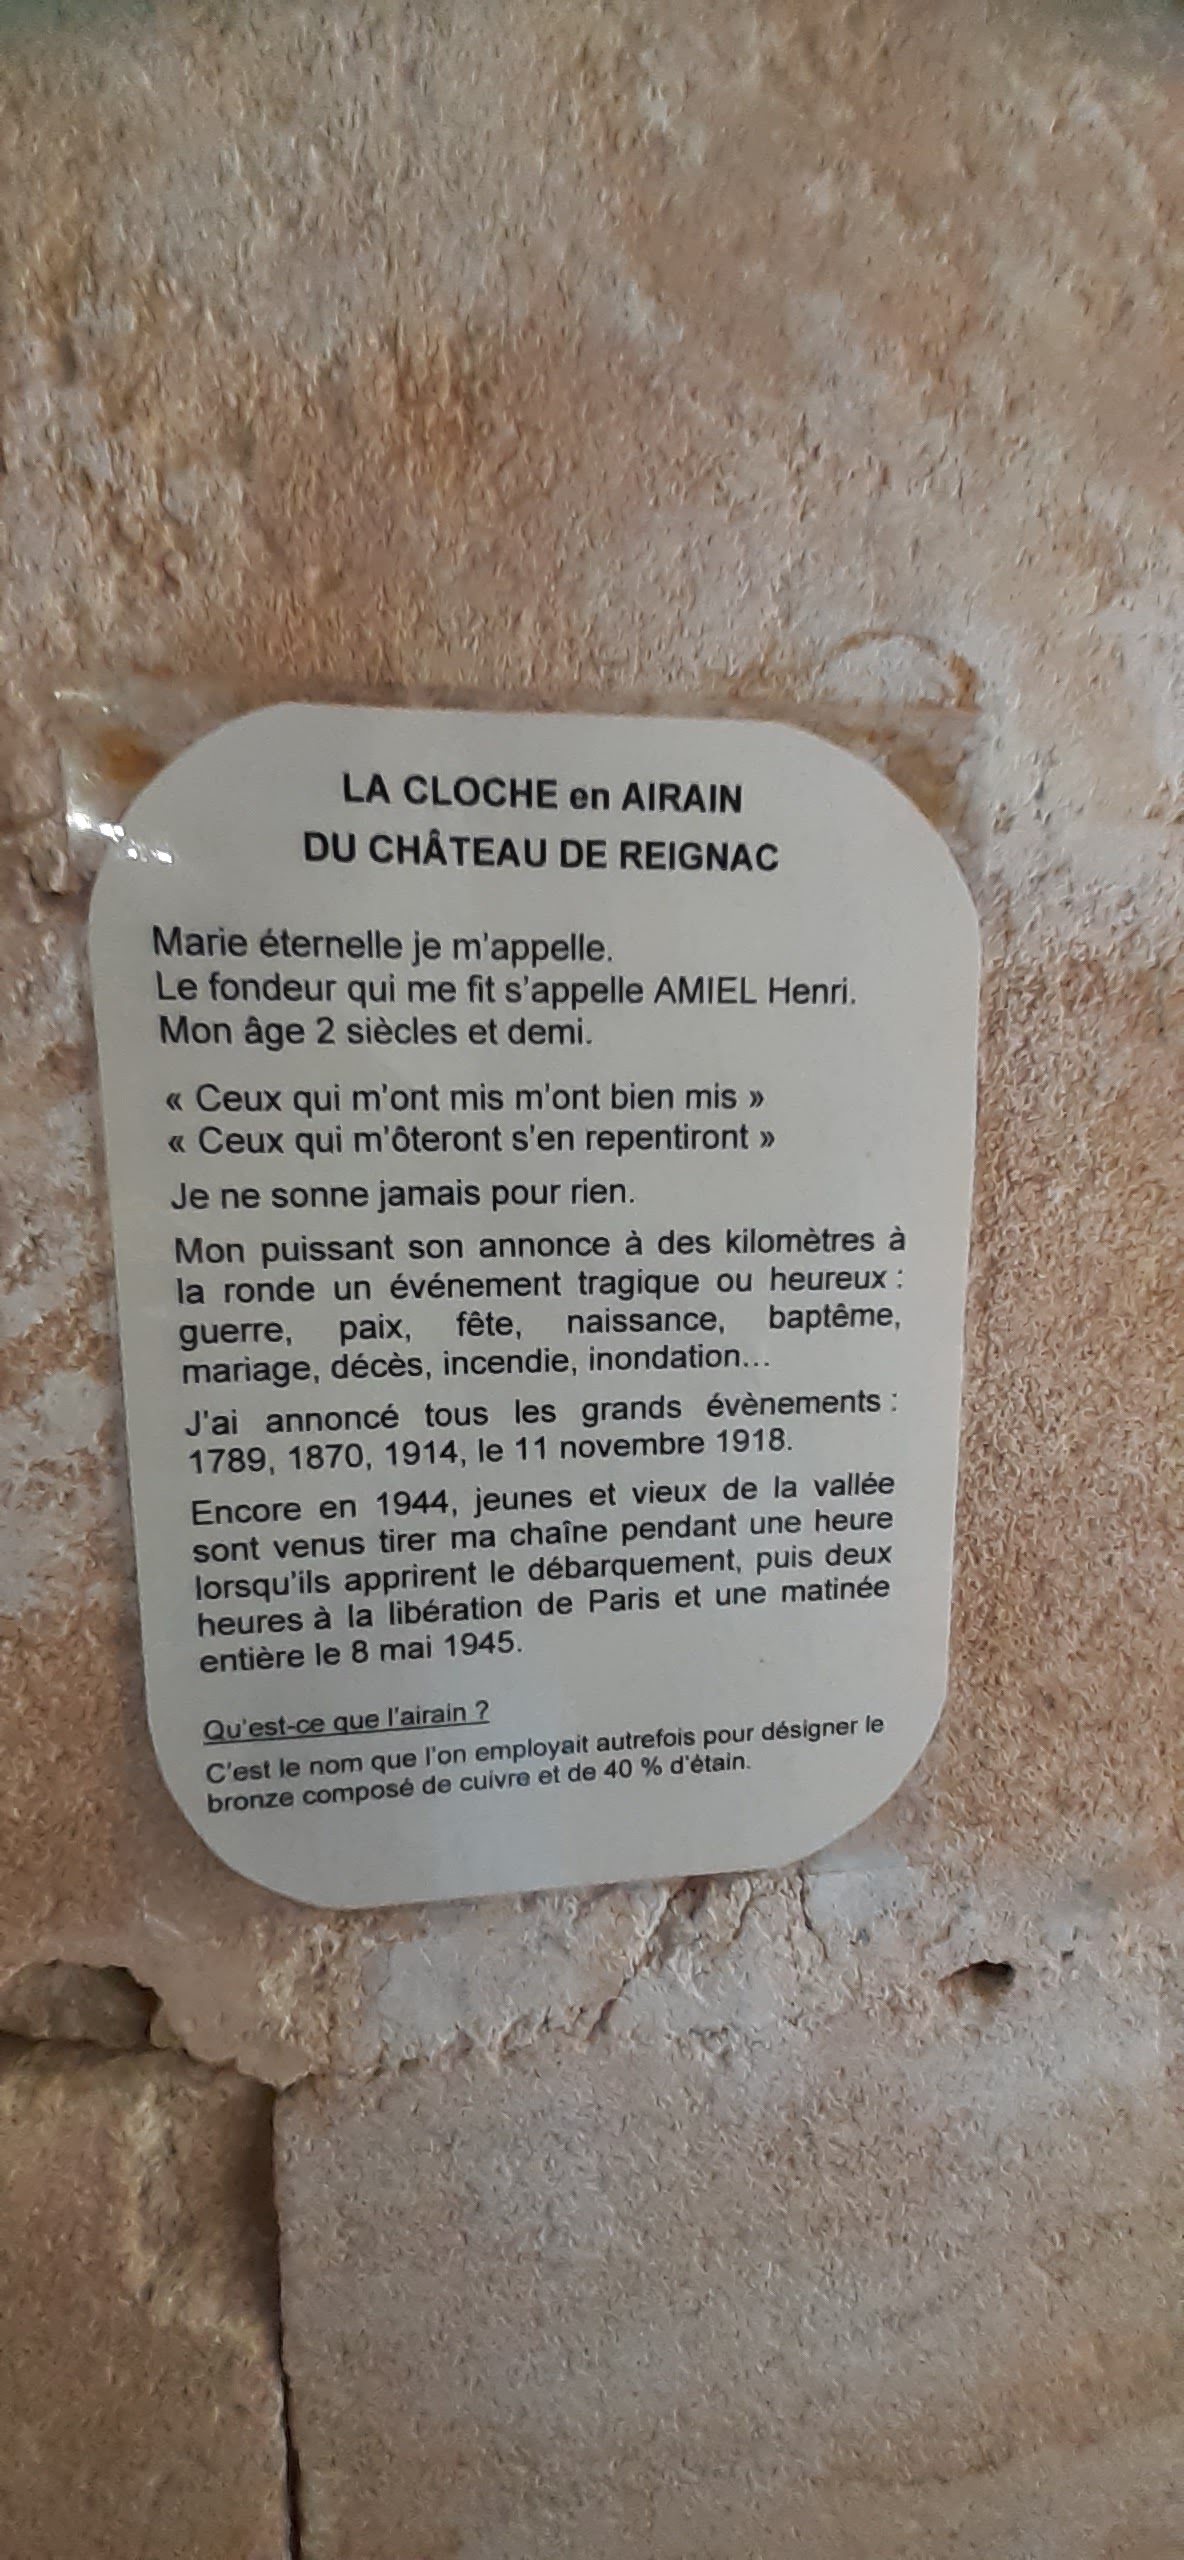 LA CLOCHE en AIRAIN
DU CHÂTEAU DE REIGNAC
Marie éternelle je m'appelle.
Le fondeur qui me fit s'appelle AMIEL Henri.
Mon âge 2 siècles et demi.
« Ceux qui m'ont mis m'ont bien mis »
« Ceux qui m'ôteront s'en repentiront »
Je ne sonne jamais pour rien.
Mon puissant son annonce à des kilomètres à
la ronde un événement tragique ou heureux :
guerre, paix, fête, naissance, baptême,
mariage, décès, incendie, inondation...
J'ai annoncé tous les grands évènements :
1789, 1870, 1914, le 11 novembre 1918.
Encore en 1944, jeunes et vieux de la vallée
sont venus tirer ma chaîne pendant une heure
lorsqu'ils apprirent le débarquement, puis deux
heures à la libération de Paris et une matinée
entière le 8 mai 1945.
Qu'est-ce que l'airain ?
C'est le nom que l'on employait autrefois pour désigner le
bronze composé de cuivre et de 40 % d'étain.